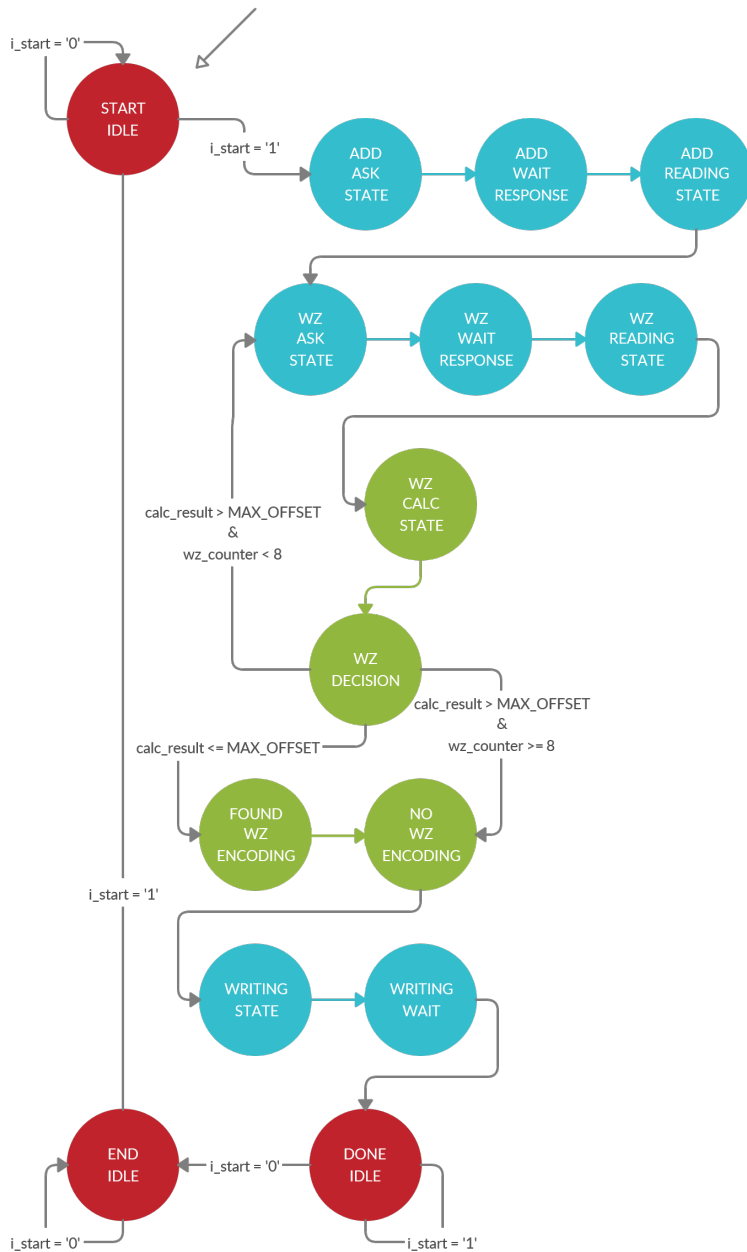 i_start = '0'
START
IDLE
i_start = '1'
ADD
ASK
STATE
ADD
WAIT
RESPONSE
ADD
READING
STATE
WZ
ASK
STATE
WZ
WAIT
RESPONSE
WZ
READING
STATE
WZ
CALC
STATE
calc_result > MAX_OFFSET
&
wz_counter < 8
WZ
DECISION
calc_result > MAX_OFFSET
&
wz_counter >= 8
calc_result <= MAX_OFFSET
FOUND
WZ
ENCODING
NO
WZ
ENCODING
i_start = '1'
WRITING
STATE
WRITING
WAIT
END
IDLE
i_start = '0'
DONE
IDLE
i_start = '0'
i_start = '1'